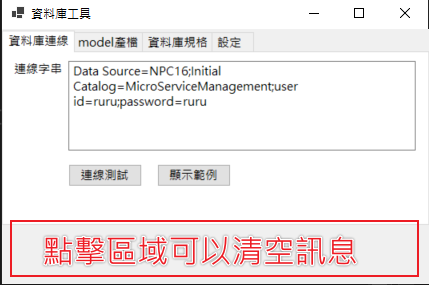 資料庫工具
資料庫連線 model產檔 資料庫規格 設定
連線字串
Data Source=NPC16;Initial
Catalog=MicroServiceManagement;user
id=ruru;password=ruru
連線測試 顯示範例
點擊區域可以清空訊息